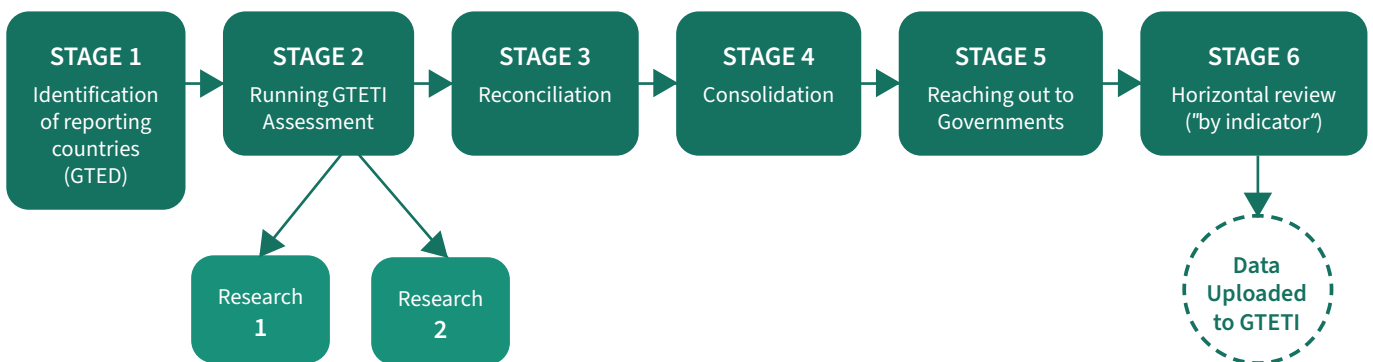 STAGE 1
Identification
of reporting
countries
(GTED)
STAGE 2
Running GTETI
Assessment
STAGE 3
Reconciliation
STAGE 4
Consolidation
STAGE 5
Reaching out to
Governments
STAGE 6
Horizontal review
("by indicator“)
Research
1
Research
2
Data
Uploaded
to GTETI